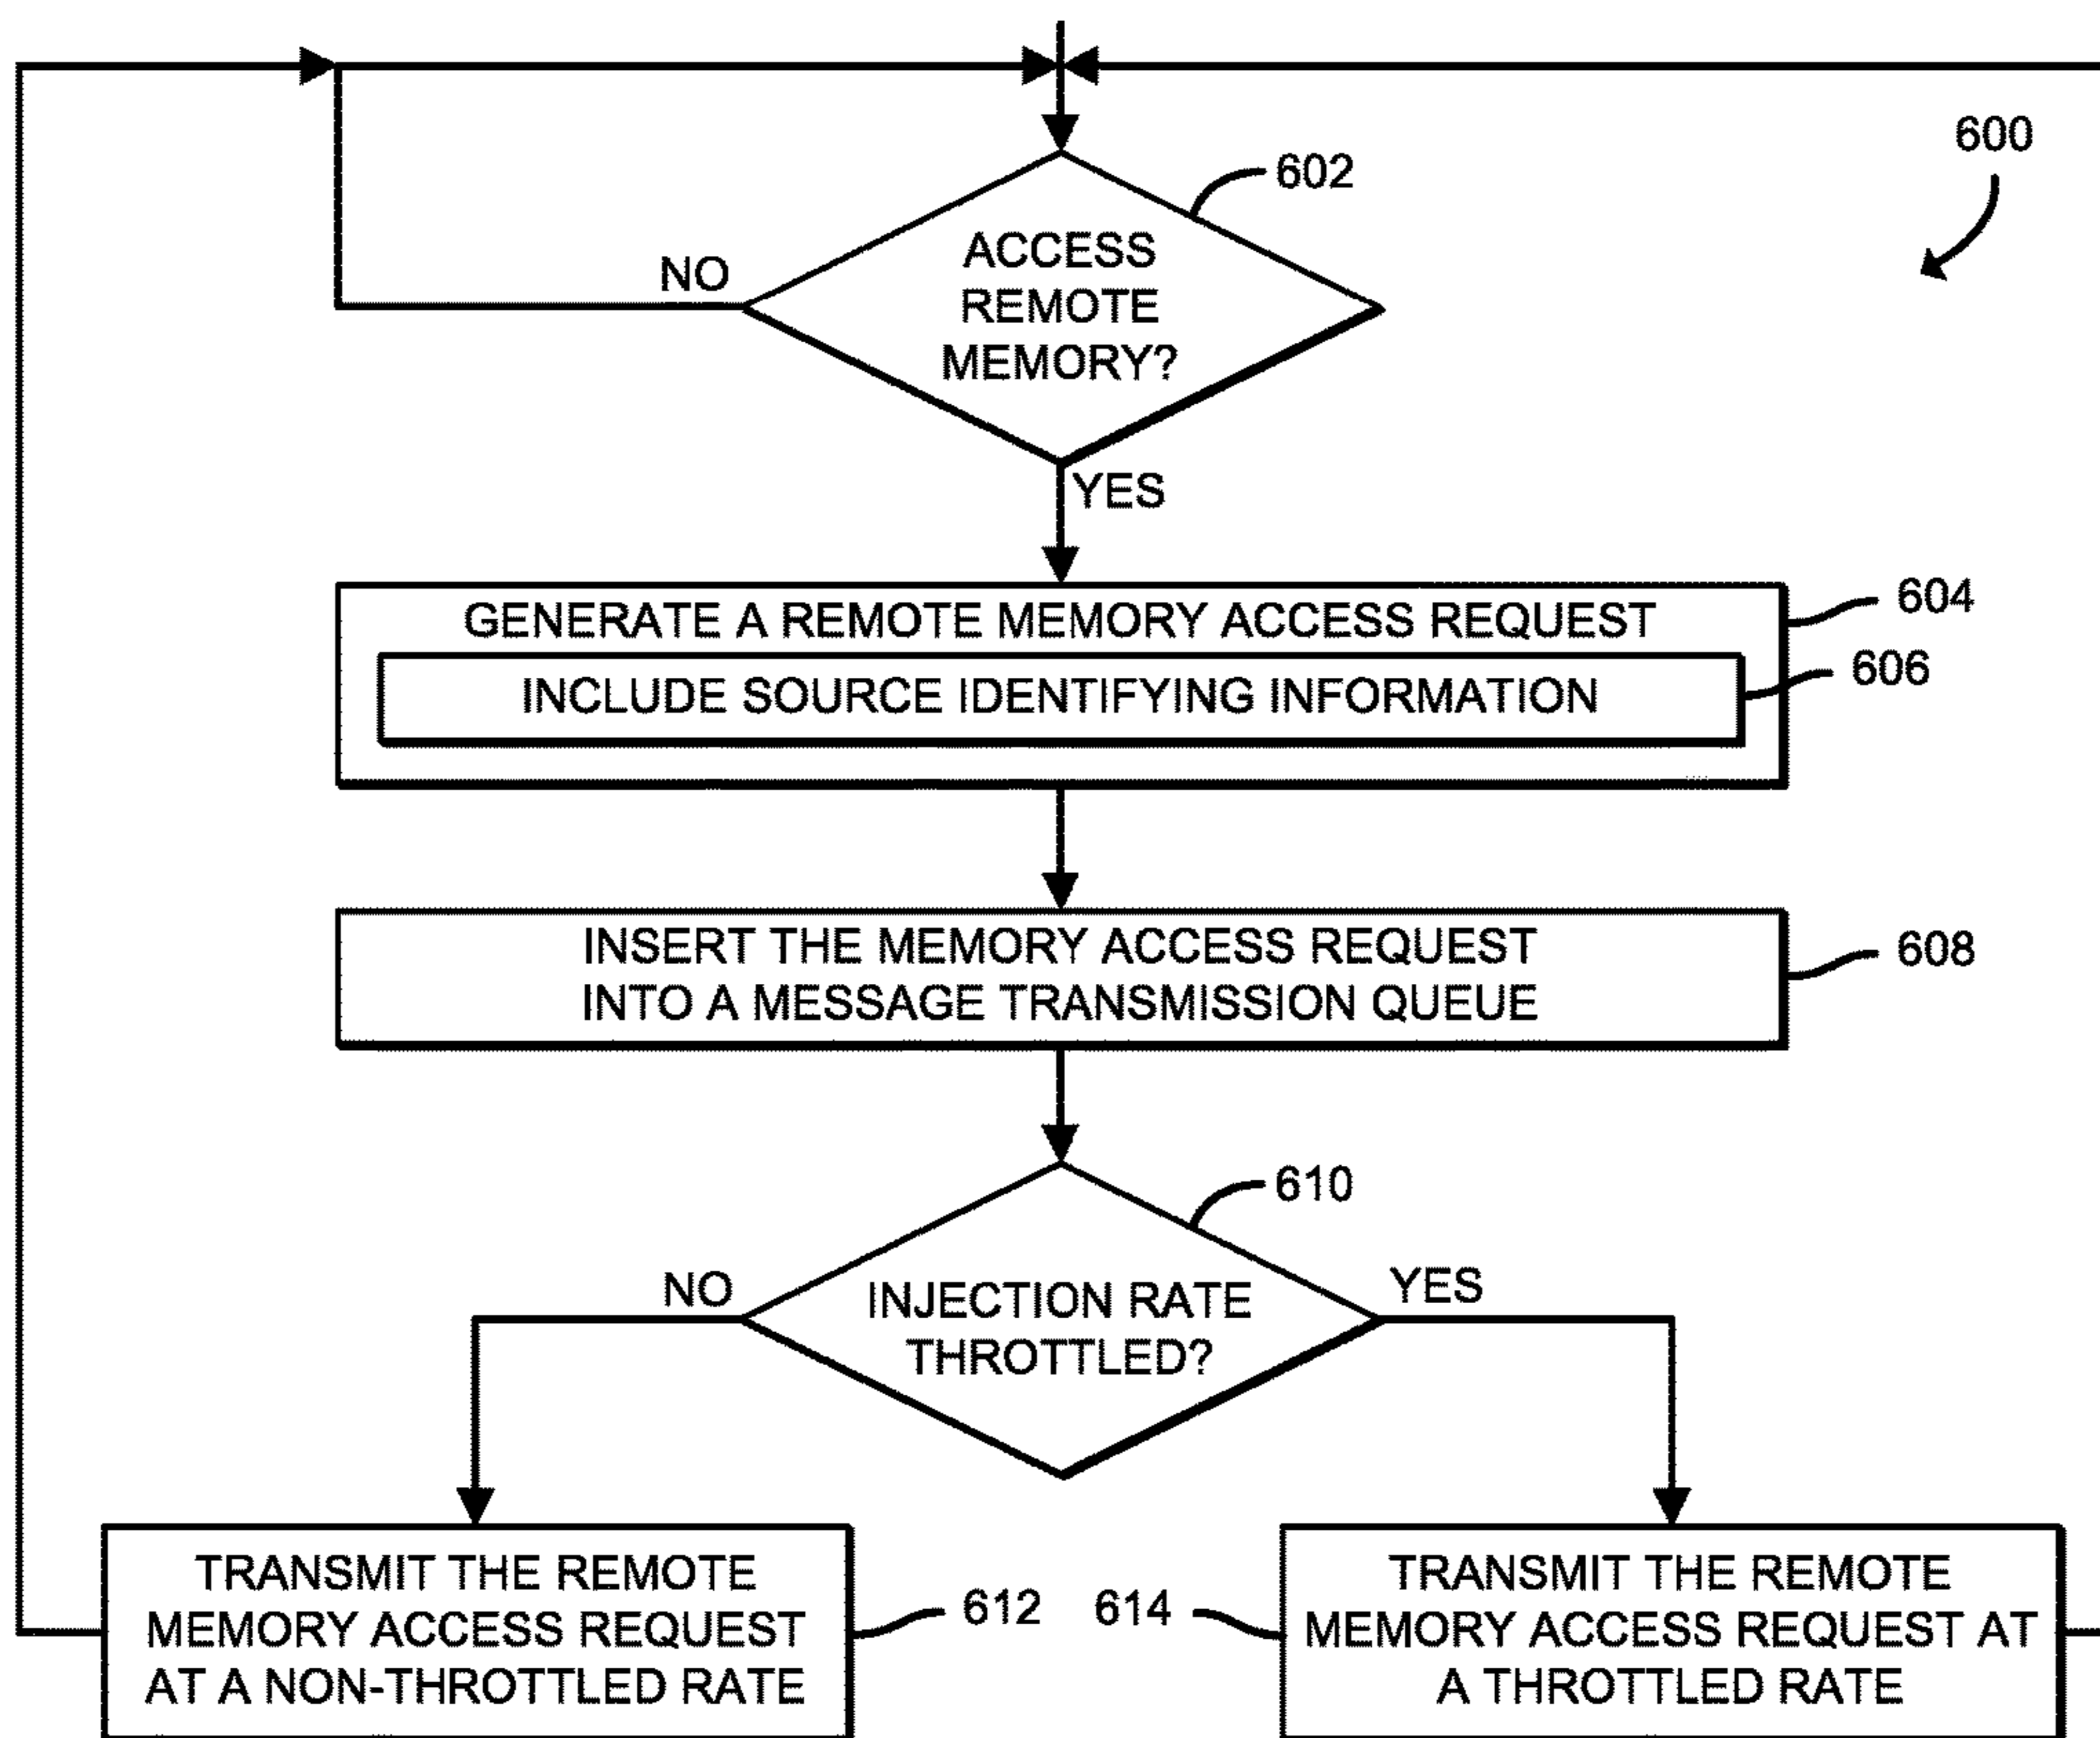 600
602
ACCESS
REMOTE
MEMORY?
NO
YES
GENERATE A REMOTE MEMORY ACCESS REQUEST
604
INCLUDE SOURCE IDENTIFYING INFORMATION
606
INSERT THE MEMORY ACCESS REQUEST
INTO A MESSAGE TRANSMISSION QUEUE
608
610
INJECTION RATE
THROTTLED?
NO
YES
TRANSMIT THE REMOTE
MEMORY ACCESS REQUEST
AT A NON-THROTTLED RATE
612
614
TRANSMIT THE REMOTE
MEMORY ACCESS REQUEST AT
A THROTTLED RATE